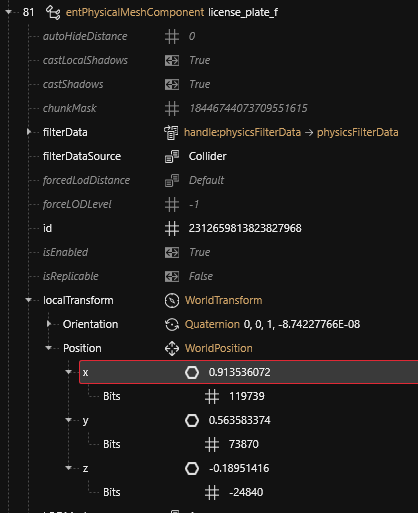 81 entPhysicalMeshComponent license_plate_f
autoHideDistance 0
castLocalShadows True
castShadows True
chunkMask 18446744073709551615
filterData handle:physicsFilterData → physicsFilterData
filterDataSource Collider
forcedLodDistance Default
forceLODLevel -1
id 2312659813823827968
isEnabled True
isReplicable False
localTransform WorldTransform
Orientation Quaternion 0, 0, 1, -8.74227766E-08
Position WorldPosition
x 0.913536072
Bits 119739
y 0.563583374
Bits 73870
z -0.18951416
Bits -24840